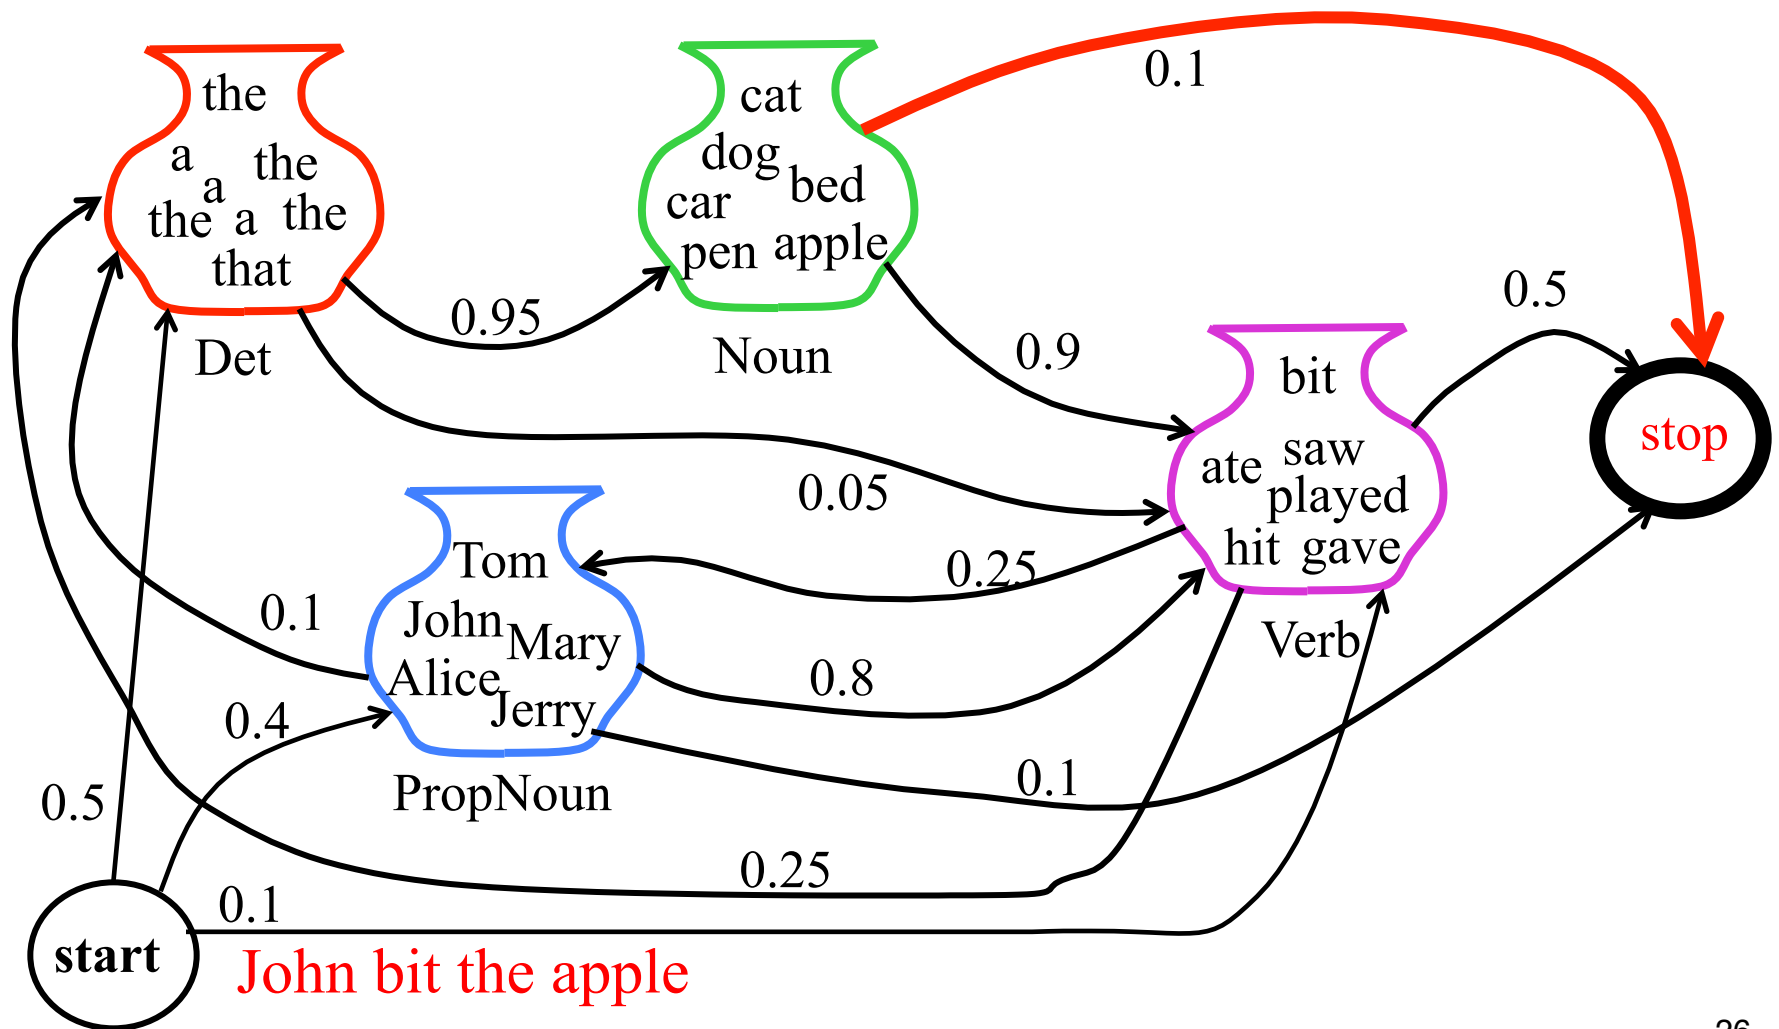 the
a the
a
the a the
that
Det
cat
dog
bed
car
apple
pen
Noun
0.1
0.95
0.9
0.5
bit
saw
ate
played
hit gave
Verb
stop
0.05
0.25
Tom
John
Mary
Alice
Jerry
PropNoun
0.1
0.8
0.4
0.5
0.1
0.25
0.1
start
John bit the apple
26